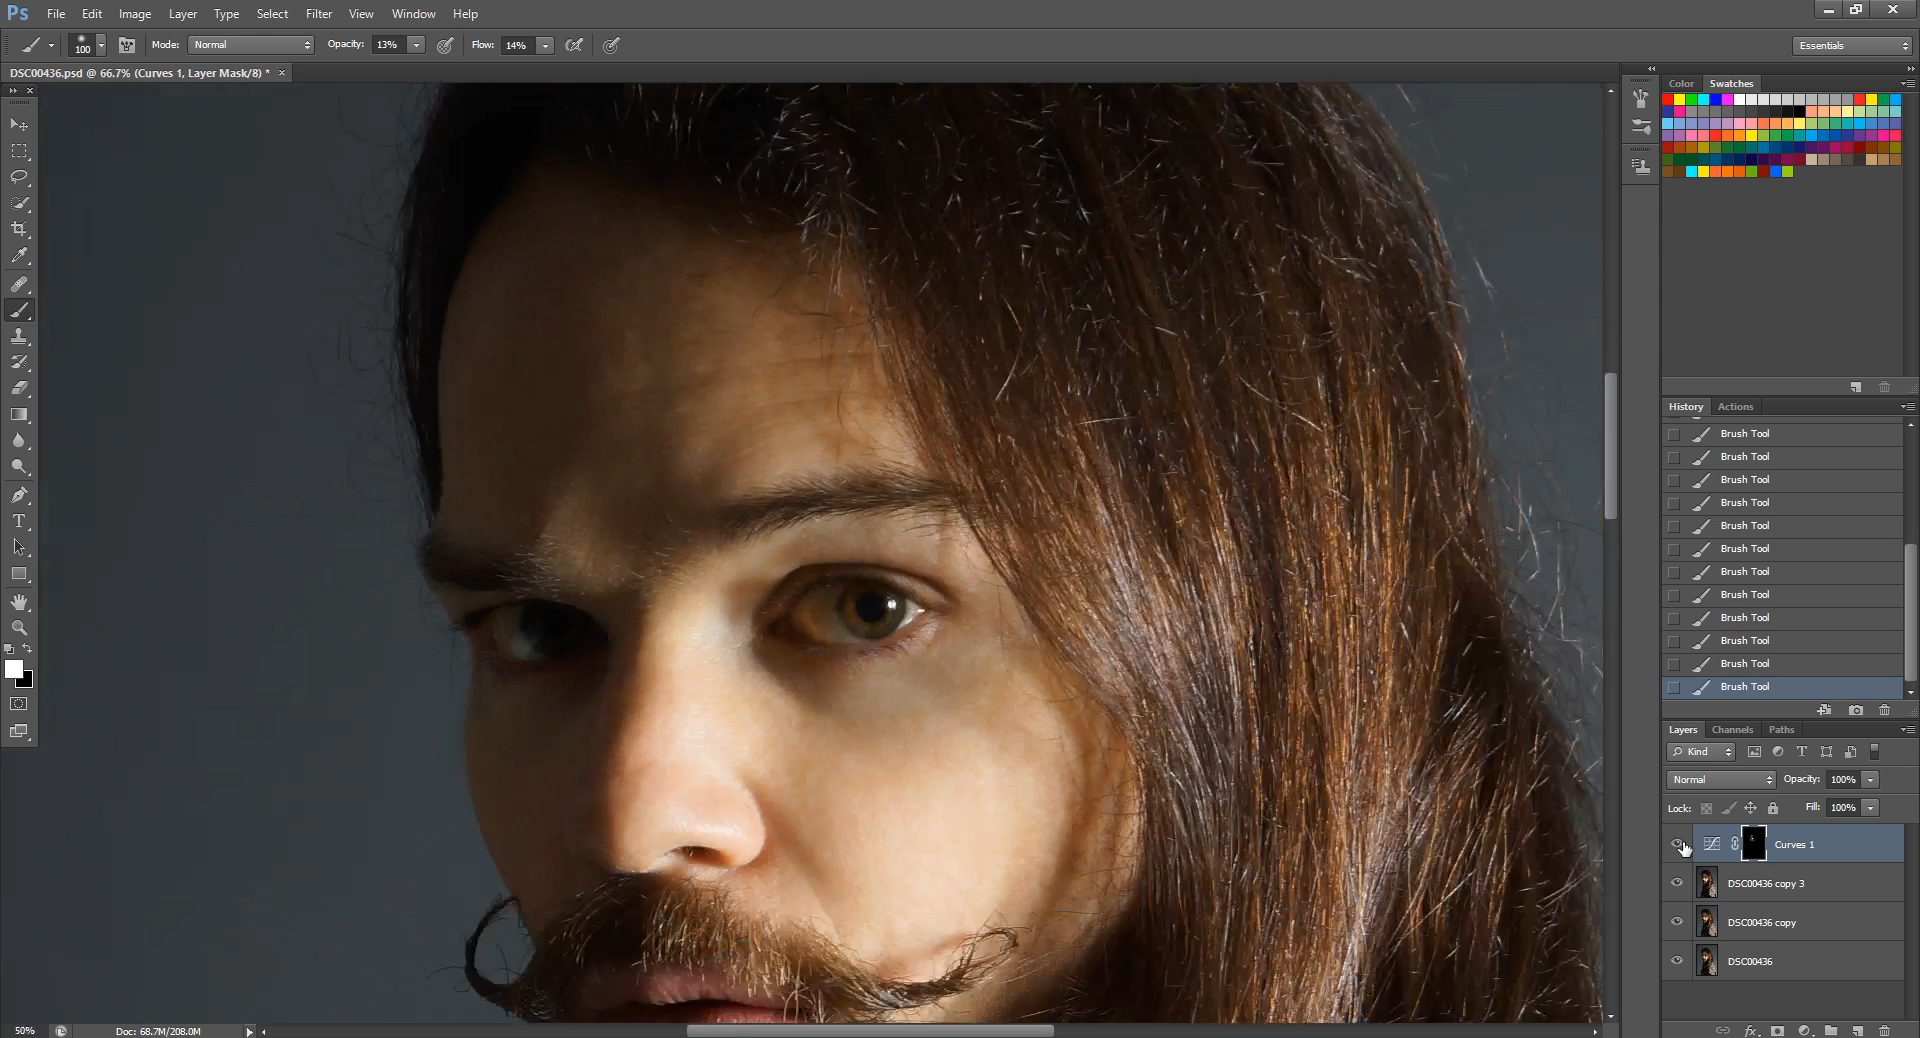 Ps File Edit Image Layer Type Select Filter View Window Help
100 Mode: Normal Opacity: 13% Flow: 14% Essentials
DSC00436.psd @ 66.7% (Curves 1, Layer Mask/8) * ×
Color Swatches
History Actions
Brush Tool
Brush Tool
Brush Tool
Brush Tool
Brush Tool
Brush Tool
Brush Tool
Brush Tool
Brush Tool
Brush Tool
Brush Tool
Brush Tool
Layers Channels Paths
Kind
Normal Opacity: 100%
Lock: Fill: 100%
Curves 1
DSC00436 copy 3
DSC00436 copy
DSC00436
50% Doc: 68.7M/208.0M